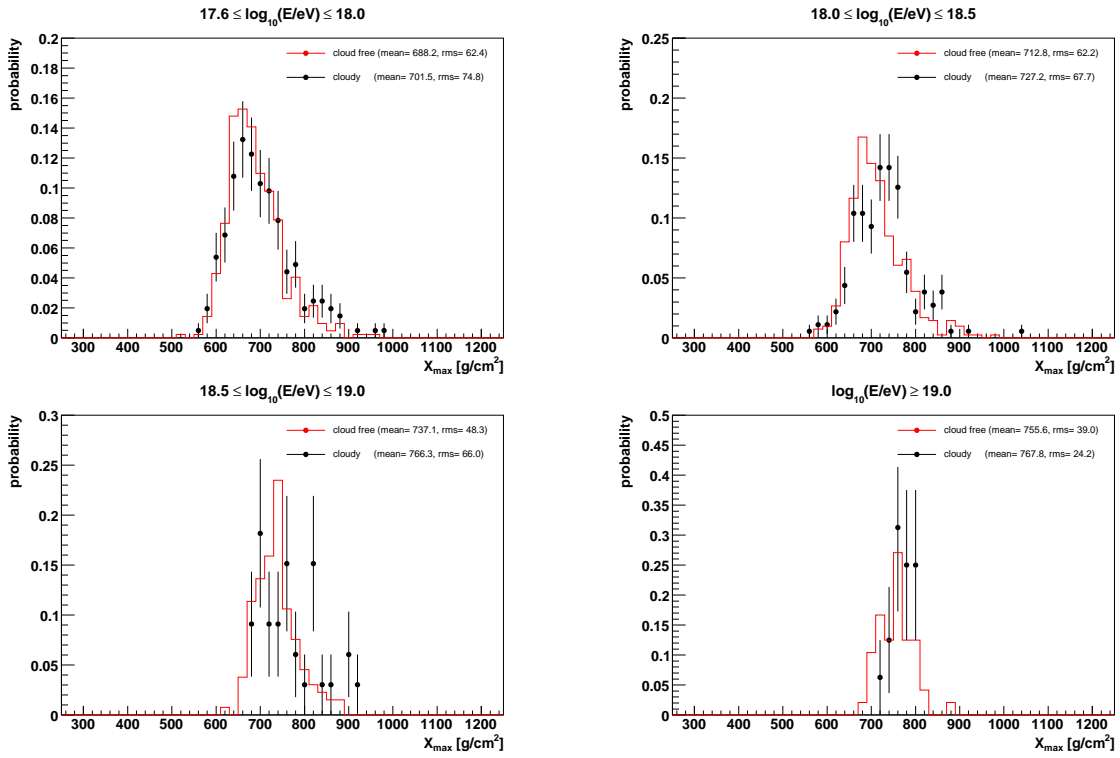 17.6 ≤ log₁₀(E/eV) ≤ 18.0
probability
0.2
0.18
0.16
0.14
0.12
0.1
0.08
0.06
0.04
0.02
0
cloud free (mean= 688.2, rms= 62.4)
cloudy (mean= 701.5, rms= 74.8)
300 400 500 600 700 800 900 1000 1100 1200
Xmax [g/cm²]
18.0 ≤ log₁₀(E/eV) ≤ 18.5
probability
0.25
0.2
0.15
0.1
0.05
0
cloud free (mean= 712.8, rms= 62.2)
cloudy (mean= 727.2, rms= 67.7)
300 400 500 600 700 800 900 1000 1100 1200
Xmax [g/cm²]
18.5 ≤ log₁₀(E/eV) ≤ 19.0
probability
0.3
0.25
0.2
0.15
0.1
0.05
0
cloud free (mean= 737.1, rms= 48.3)
cloudy (mean= 766.3, rms= 66.0)
300 400 500 600 700 800 900 1000 1100 1200
Xmax [g/cm²]
log₁₀(E/eV) ≥ 19.0
probability
0.5
0.45
0.4
0.35
0.3
0.25
0.2
0.15
0.1
0.05
0
cloud free (mean= 755.6, rms= 39.0)
cloudy (mean= 767.8, rms= 24.2)
300 400 500 600 700 800 900 1000 1100 1200
Xmax [g/cm²]